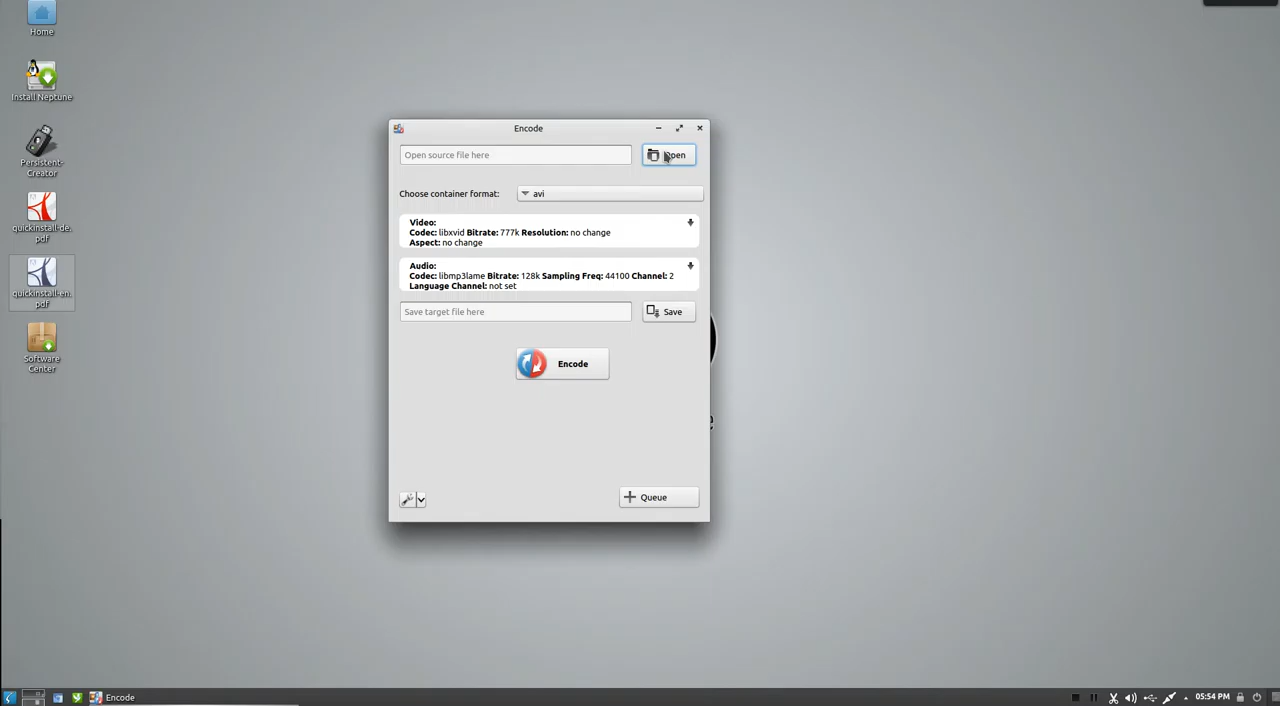 Home
Install Neptune
Persistent-
Creator
quickinstall-de.
pdf
quickinstall-en.
pdf
Software
Center
Encode
Open source file here
Open
Choose container format:
avi
Video:
Codec: libxvid Bitrate: 777k Resolution: no change
Aspect: no change
Audio:
Codec: libmp3lame Bitrate: 128k Sampling Freq: 44100 Channel: 2
Language Channel: not set
Save target file here
Save
Encode
Queue
Encode
05:54 PM